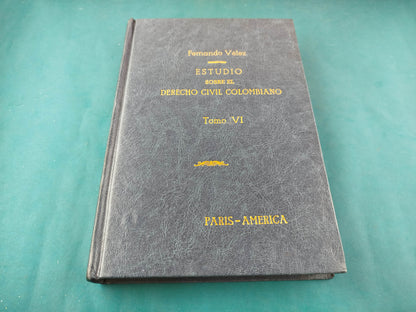 Fernando Velez
ESTUDIO
SOBRE EL
DERECHO CIVIL COLOMBIANO
Tomo VI
PARIS-AMERICA